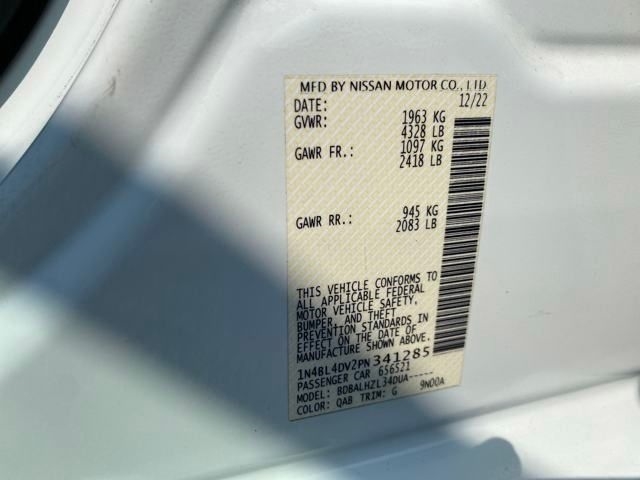 MFD BY NISSAN MOTOR CO., LTD
DATE: 12/22
GVWR: 1963 KG
4328 LB
GAWR FR.: 1097 KG
2418 LB
GAWR RR.: 945 KG
2083 LB
THIS VEHICLE CONFORMS TO
ALL APPLICABLE FEDERAL
MOTOR VEHICLE SAFETY,
BUMPER, AND THEFT
PREVENTION STANDARDS IN
EFFECT ON THE DATE OF
MANUFACTURE SHOWN ABOVE.
1N4BL4DV2PN341285
PASSENGER CAR 656521
MODEL: BDBALHZL34DUA----- 9N00A
COLOR: QAB TRIM: G